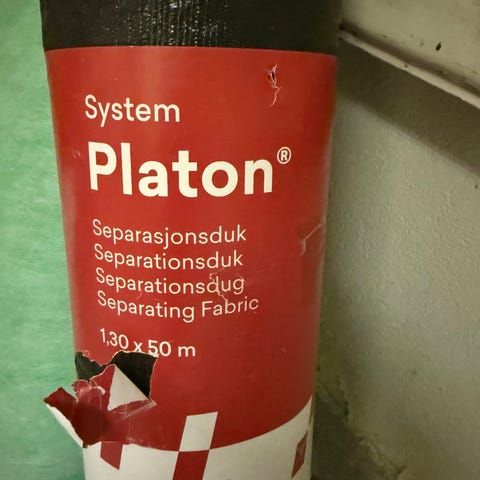 System
Platon®
Separasjonsduk
Separationsduk
Separationsdug
Separating Fabric
1,30 x 50 m